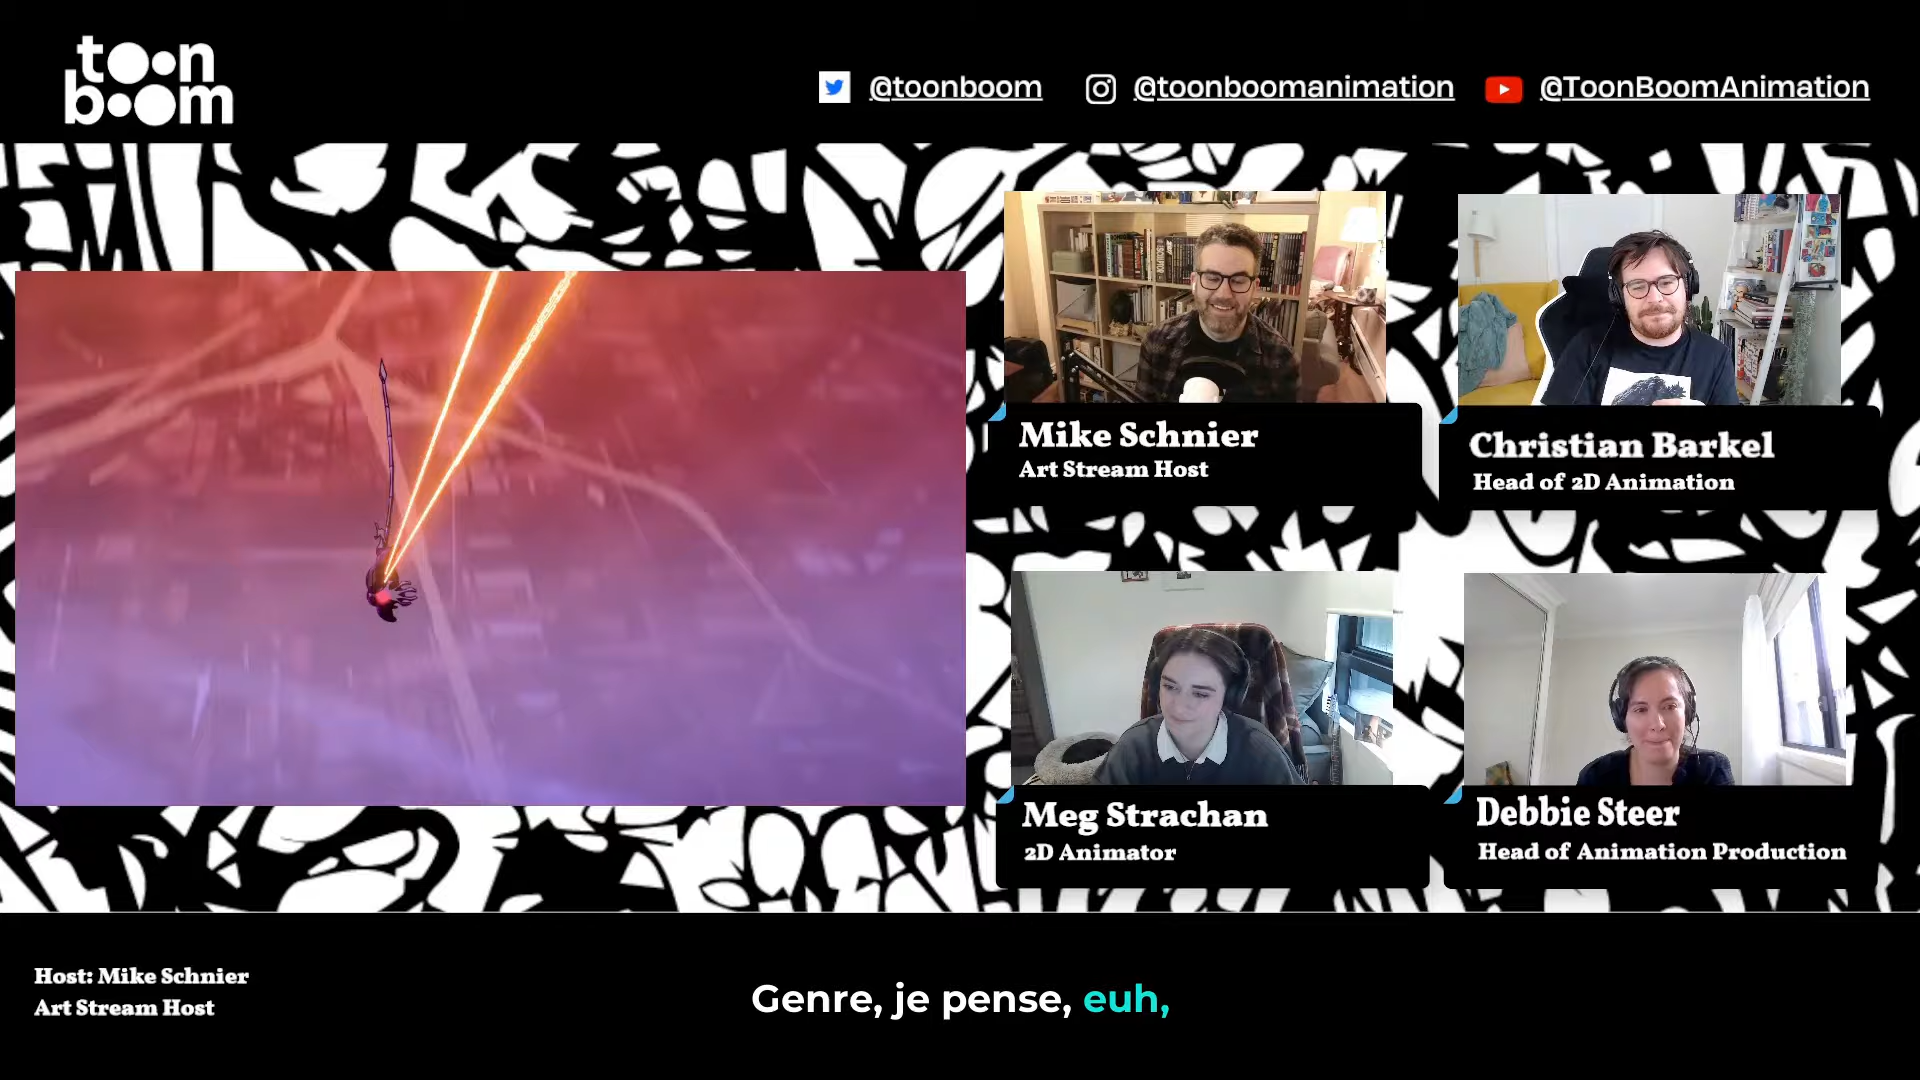 toon
boom
@toonboom
@toonboomanimation
@ToonBoomAnimation
Mike Schnier
Art Stream Host
Christian Barkel
Head of 2D Animation
Meg Strachan
2D Animator
Debbie Steer
Head of Animation Production
Host: Mike Schnier
Art Stream Host
Genre, je pense, euh,